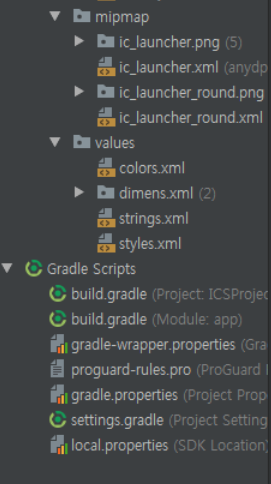 mipmap
ic_launcher.png (5)
ic_launcher.xml (anydp
ic_launcher_round.png
ic_launcher_round.xml
values
colors.xml
dimens.xml (2)
strings.xml
styles.xml
Gradle Scripts
build.gradle (Project: ICSProjec
build.gradle (Module: app)
gradle-wrapper.properties (Gra
proguard-rules.pro (ProGuard
gradle.properties (Project Prop
settings.gradle (Project Setting
local.properties (SDK Location)